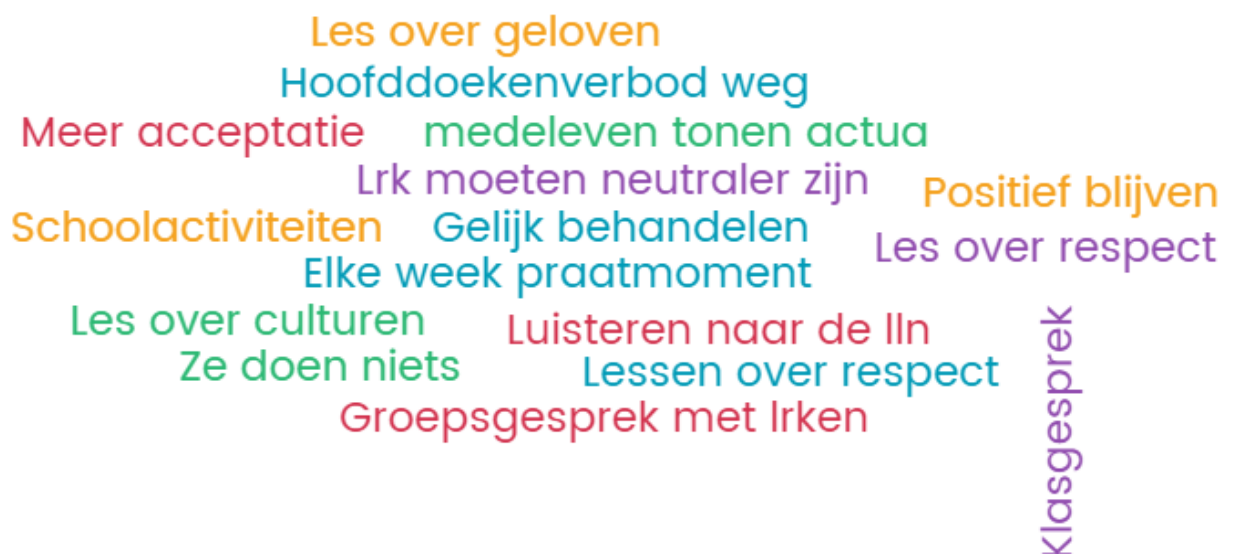 Les over geloven
Hoofddoekenverbod weg
Meer acceptatie
medeleven tonen actua
Lrk moeten neutraler zijn
Positief blijven
Schoolactiviteiten
Gelijk behandelen
Les over respect
Elke week praatmoment
Les over culturen
Luisteren naar de lln
Ze doen niets
Lessen over respect
Groepsgesprek met lrken
Klasgesprek